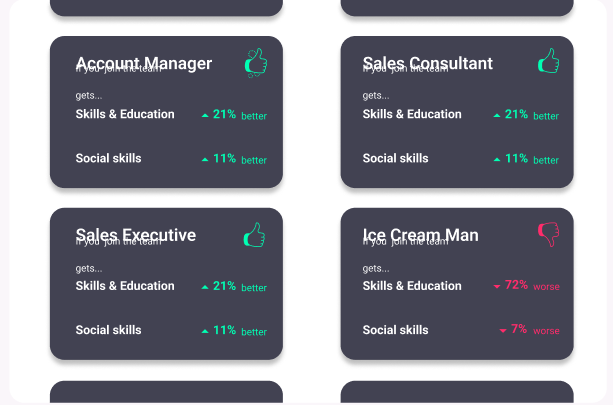 Account Manager
If you join the team
gets...
Skills & Education 21% better
Social skills 11% better
Sales Consultant
If you join the team
gets...
Skills & Education 21% better
Social skills 11% better
Sales Executive
If you join the team
gets...
Skills & Education 21% better
Social skills 11% better
Ice Cream Man
If you join the team
gets...
Skills & Education 72% worse
Social skills 7% worse